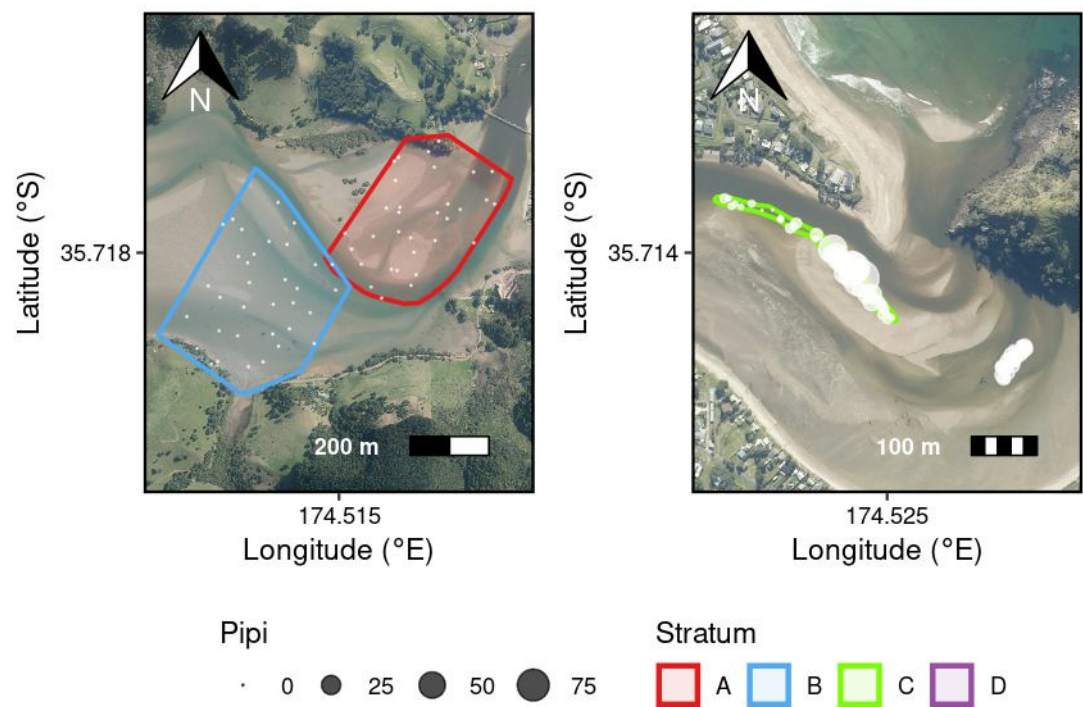 N
N
Latitude (°S)
35.718
200 m
174.515
Longitude (°E)
Latitude (°S)
35.714
100 m
174.525
Longitude (°E)
Pipi
0 25 50 75
Stratum
A B C D